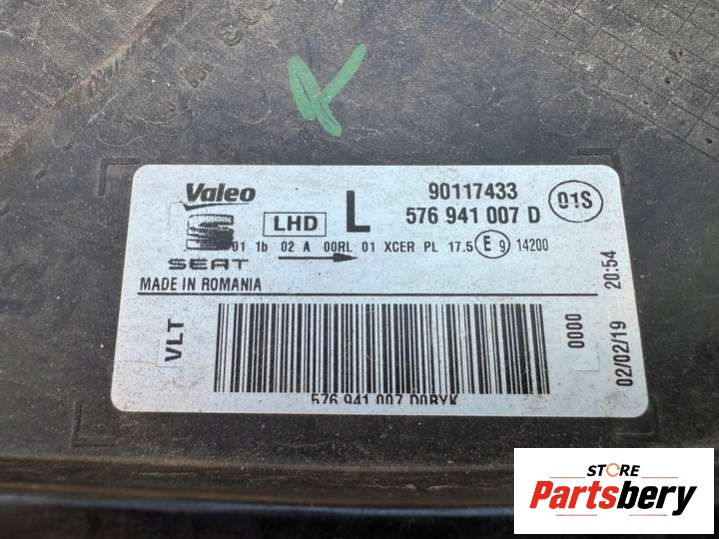 Valeo
90117433
LHD L 576 941 007 D 01S
01 1b 02 A 00RL 01 XCER PL 17.5 E 9 14200
SEAT
MADE IN ROMANIA
VLT
0000
02/02/19 20:54
576 941 007 D0BYK
STORE
Partsbery